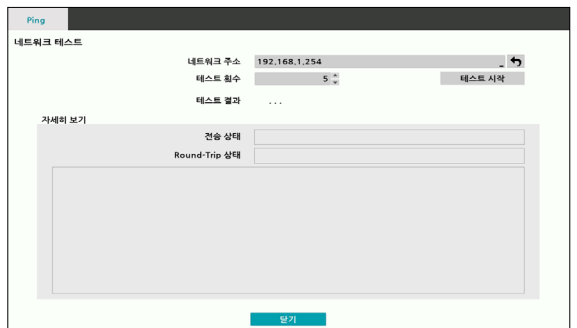 Ping
네트워크 테스트
네트워크 주소 192,168,1,254
테스트 횟수 5 테스트 시작
테스트 결과 ...
자세히 보기
전송 상태
Round-Trip 상태
닫기